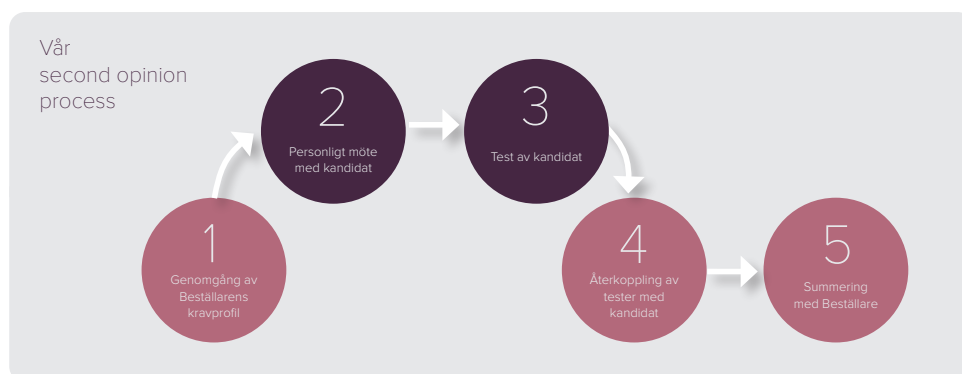 Vår
second opinion
process
1
Genomgång av
Beställarens
kravprofil
2
Personligt möte
med kandidat
3
Test av kandidat
4
Återkoppling av
tester med
kandidat
5
Summering
med Beställare